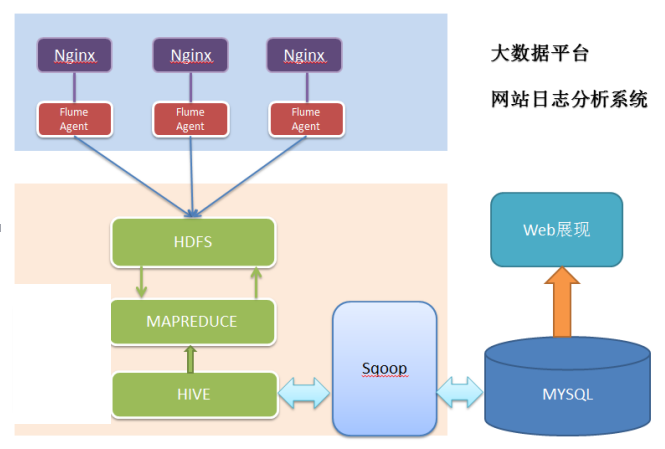 Nginx Nginx Nginx
大数据平台
网站日志分析系统
Flume Agent
Flume Agent
Flume Agent
HDFS
Web展现
MAPREDUCE
Sqoop
HIVE
MYSQL